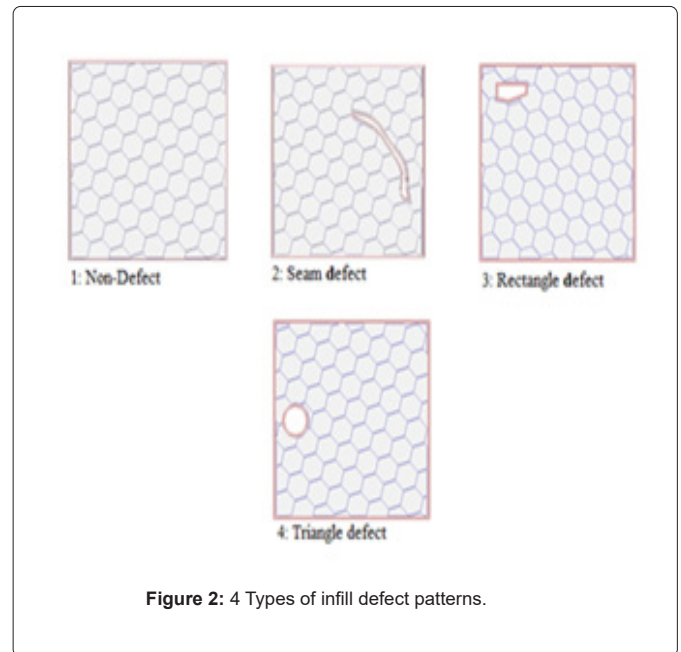 1: Non-Defect
2: Seam defect
3: Rectangle defect
4: Triangle defect
Figure 2: 4 Types of infill defect patterns.